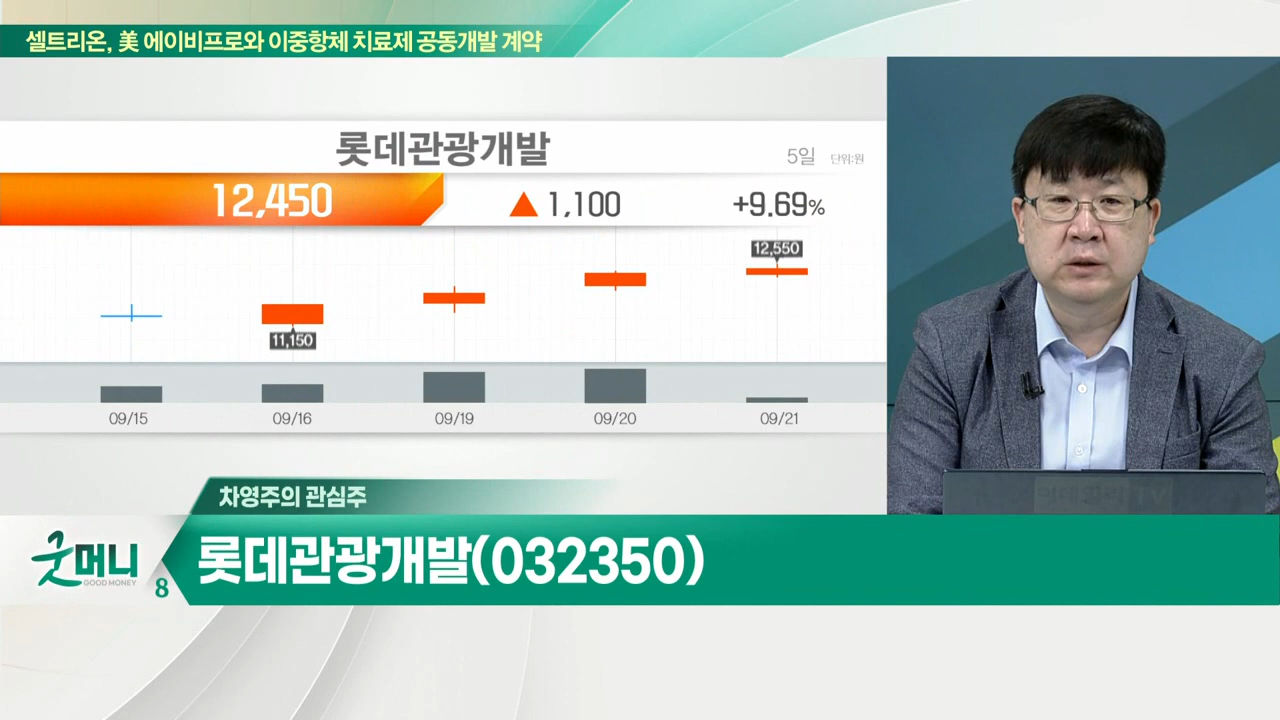 셀트리온, 美 에이비프로와 이중항체 치료제 공동개발 계약
롯데관광개발
5일 단위:원
12,450 ▲ 1,100 +9.69%
12,550
11,150
09/15 09/16 09/19 09/20 09/21
차영주의 관심주
굿머니
GOOD MONEY
8
롯데관광개발(032350)